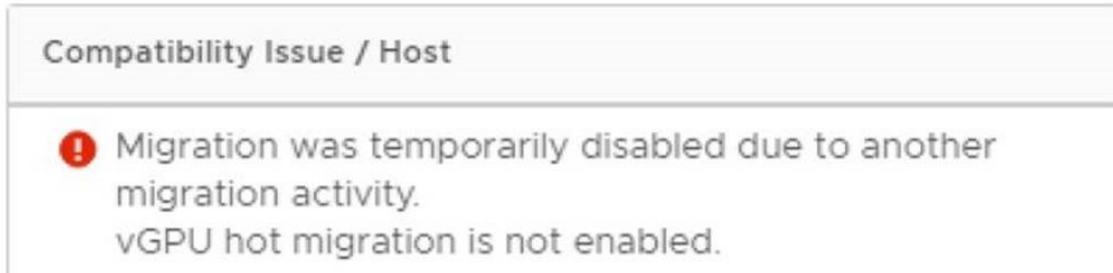 Compatibility Issue / Host
Migration was temporarily disabled due to another
migration activity.
vGPU hot migration is not enabled.